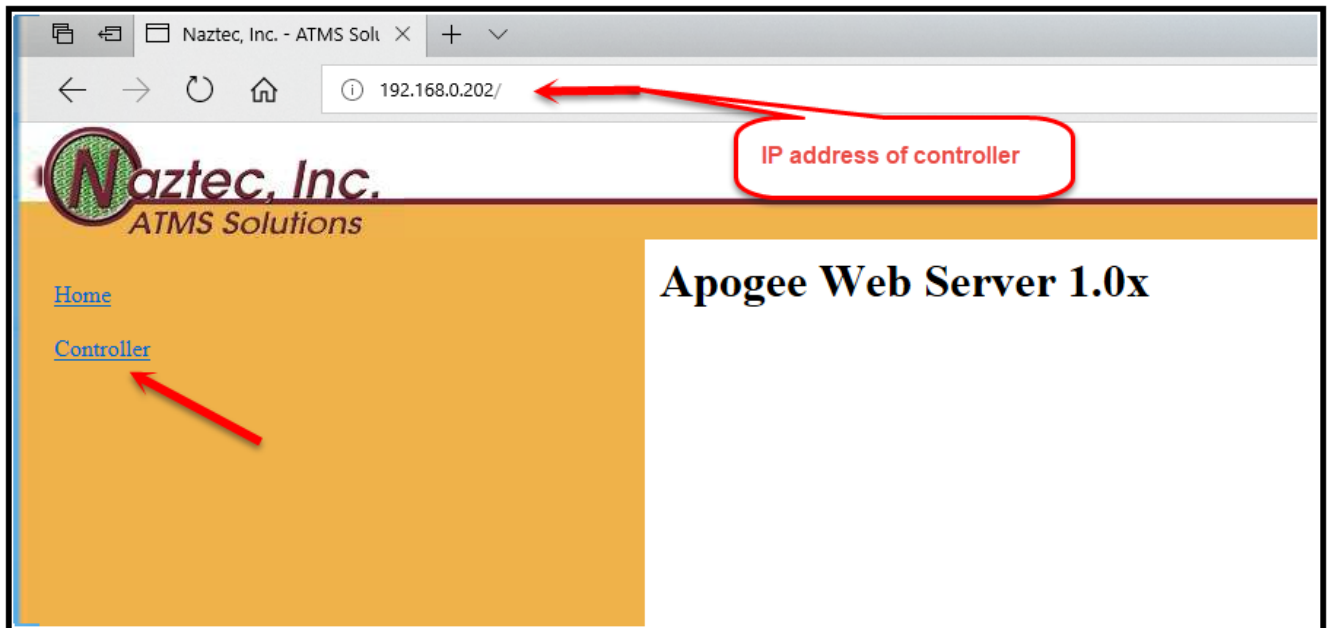 Naztec, Inc. - ATMS Solu
192.168.0.202/
IP address of controller
Naztec, Inc.
ATMS Solutions
Home
Controller
Apogee Web Server 1.0x